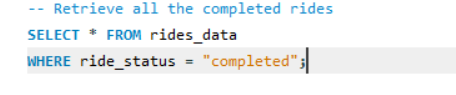 -- Retrieve all the completed rides
SELECT * FROM rides_data
WHERE ride_status = "completed";